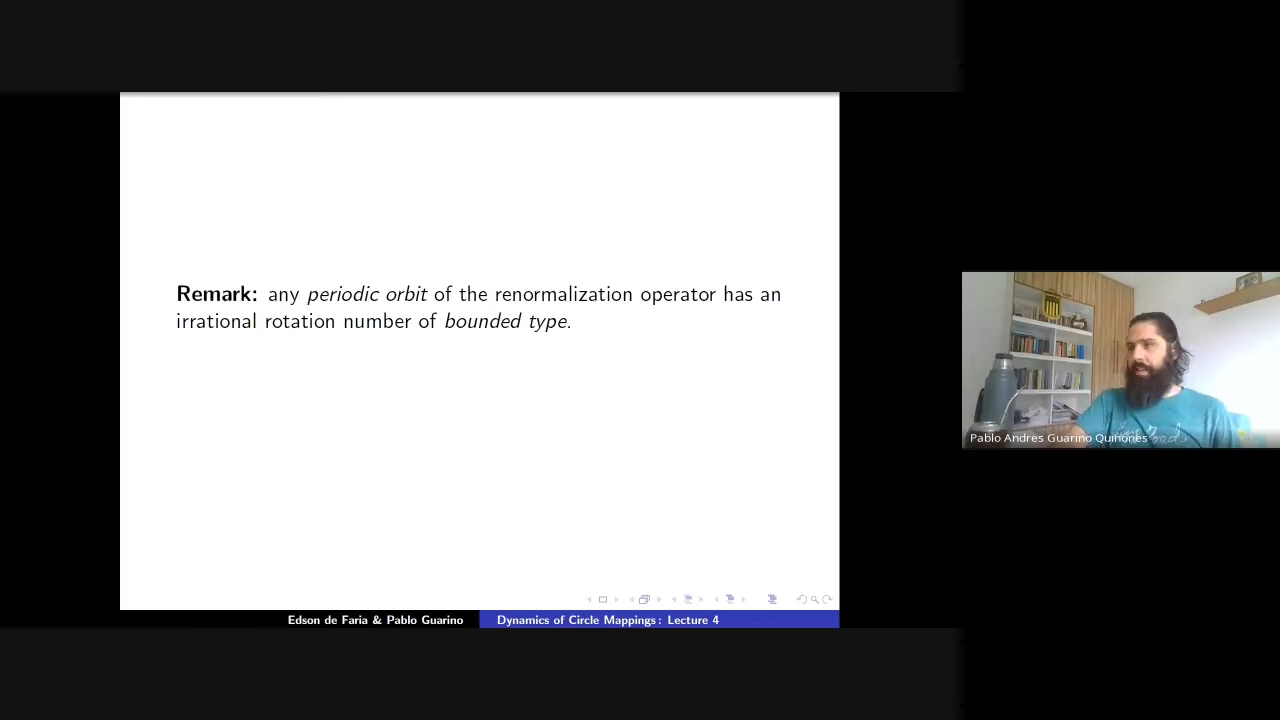 Remark: any periodic orbit of the renormalization operator has an
irrational rotation number of bounded type.
Edson de Faria & Pablo Guarino
Dynamics of Circle Mappings: Lecture 4
Pablo Andres Guarino Quinones